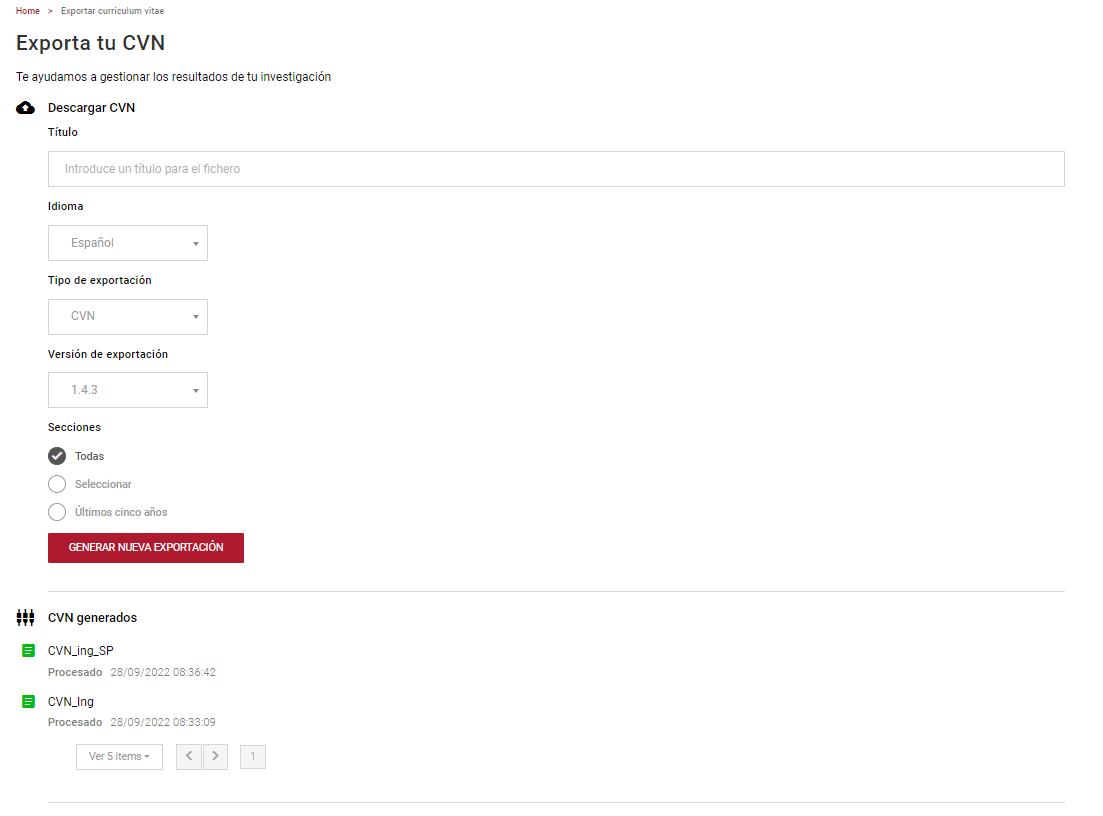 Home > Exportar curriculum vitae
Exporta tu CVN
Te ayudamos a gestionar los resultados de tu investigación
Descargar CVN
Título
Introduce un título para el fichero
Idioma
Español
Tipo de exportación
CVN
Versión de exportación
1.4.3
Secciones
Todas
Seleccionar
Últimos cinco años
GENERAR NUEVA EXPORTACIÓN
CVN generados
CVN_ing_SP
Procesado 28/09/2022 08:36:42
CVN_Ing
Procesado 28/09/2022 08:33:09
Ver 5 items < > 1